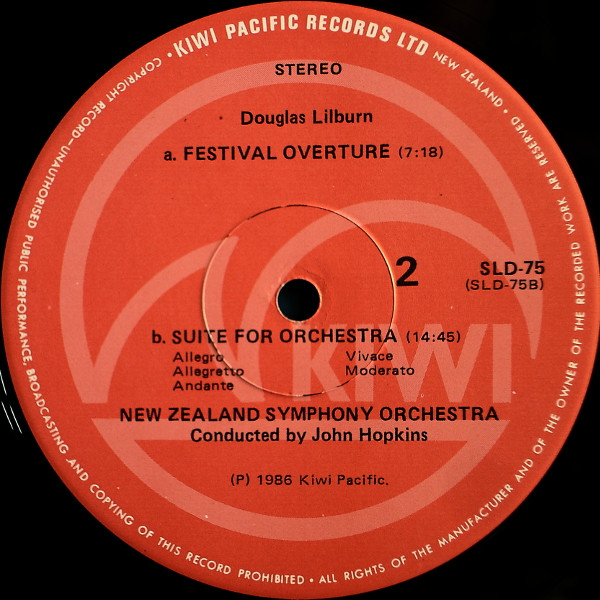 • KIWI PACIFIC RECORDS LTD NEW ZEALAND •
STEREO
Douglas Lilburn
a. FESTIVAL OVERTURE (7:18)
2
SLD-75
(SLD-75B)
b. SUITE FOR ORCHESTRA (14:45)
Allegro Vivace
Allegretto Moderato
Andante
KIWI
NEW ZEALAND SYMPHONY ORCHESTRA
Conducted by John Hopkins
(P) 1986 Kiwi Pacific.
COPYRIGHT RECORD—UNAUTHORISED PUBLIC PERFORMANCE, BROADCASTING AND COPYING OF THIS RECORD PROHIBITED • ALL RIGHTS OF THE MANUFACTURER AND OF THE OWNER OF THE RECORDED WORK ARE RESERVED